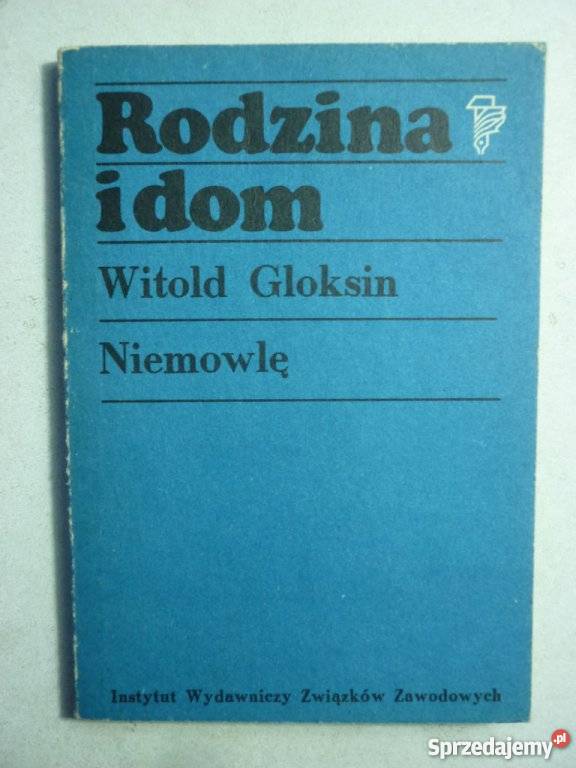 Rodzina
i dom
Witold Gloksin
Niemowlę
Instytut Wydawniczy Związków Zawodowych
Sprzedajemy.pl